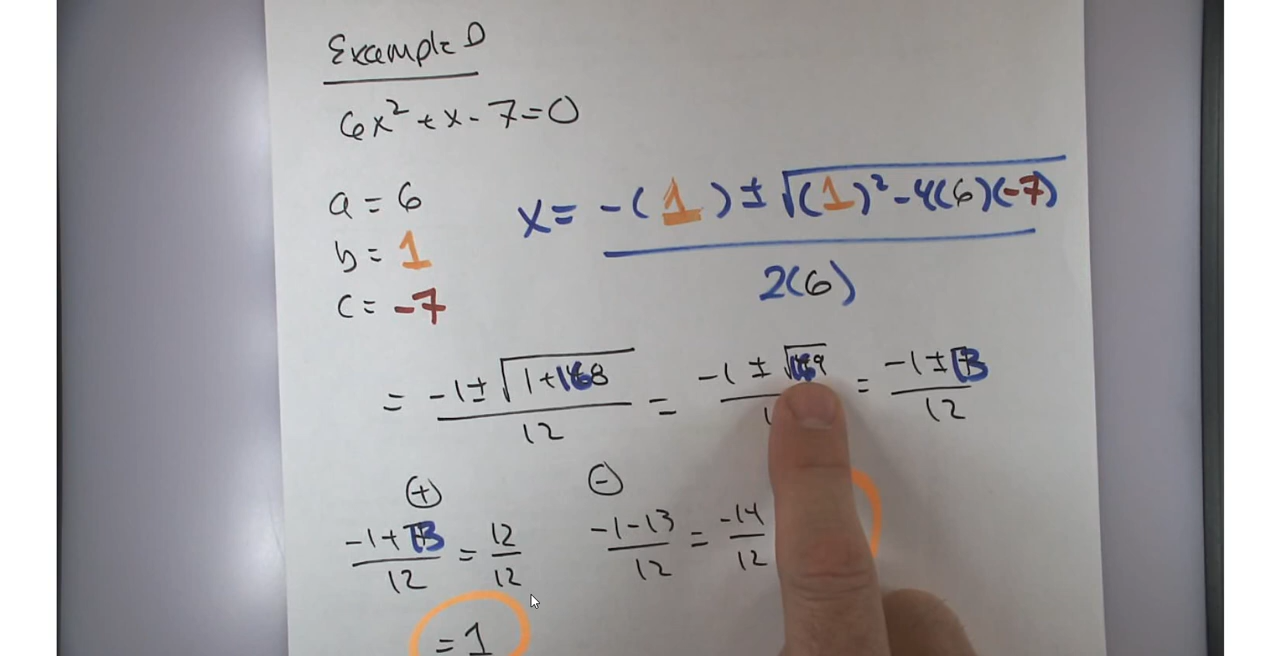 Example D
6x² + x - 7 = 0
a = 6
b = 1
c = -7
x = -(1) ± √(1)² - 4(6)(-7)
2(6)
= -1 ± √1+168 = -1 ± √169 = -1 ± 13
12 12
(+) (-)
-1+13 = 12 -1-13 = -14
12 12 12 12
= 1